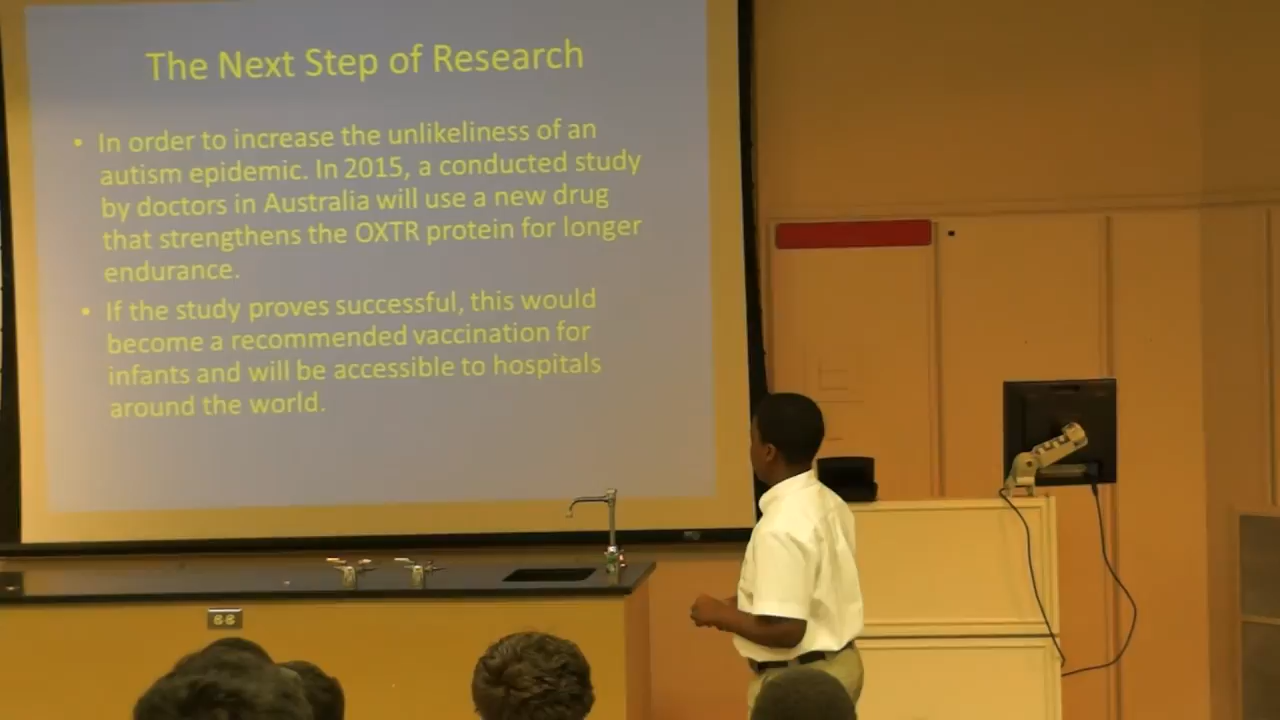 The Next Step of Research
• In order to increase the unlikeliness of an
autism epidemic. In 2015, a conducted study
by doctors in Australia will use a new drug
that strengthens the OXTR protein for longer
endurance.
• If the study proves successful, this would
become a recommended vaccination for
infants and will be accessible to hospitals
around the world.